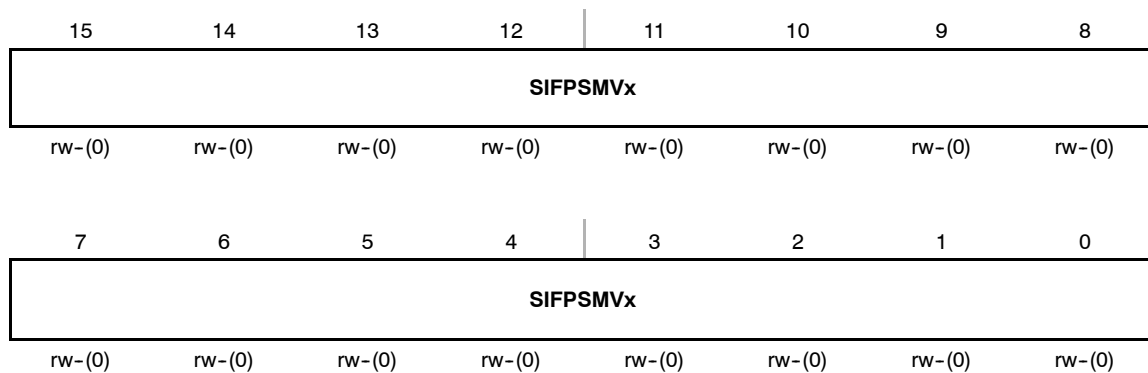 15 14 13 12 11 10 9 8
SIFPSMVx
rw-(0) rw-(0) rw-(0) rw-(0) rw-(0) rw-(0) rw-(0) rw-(0)
7 6 5 4 3 2 1 0
SIFPSMVx
rw-(0) rw-(0) rw-(0) rw-(0) rw-(0) rw-(0) rw-(0) rw-(0)